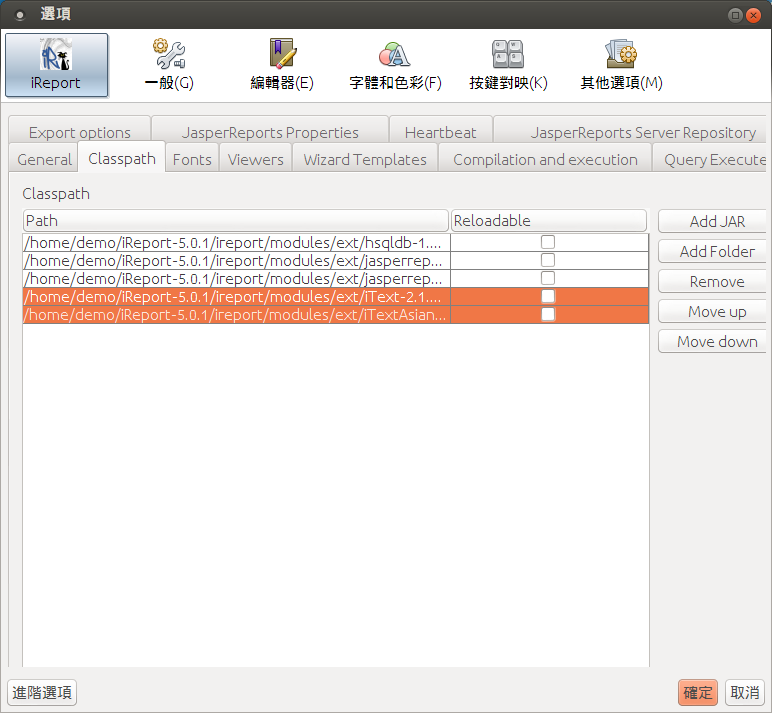 選項
iReport
一般(G)
編輯器(E)
字體和色彩(F)
按鍵對映(K)
其他選項(M)
Export options
JasperReports Properties
Heartbeat
JasperReports Server Repository
General
Classpath
Fonts
Viewers
Wizard Templates
Compilation and execution
Query Execute
Classpath
Path
Reloadable
/home/demo/iReport-5.0.1/ireport/modules/ext/hsqldb-1....
/home/demo/iReport-5.0.1/ireport/modules/ext/jasperrep...
/home/demo/iReport-5.0.1/ireport/modules/ext/jasperrep...
/home/demo/iReport-5.0.1/ireport/modules/ext/iText-2.1....
/home/demo/iReport-5.0.1/ireport/modules/ext/iTextAsian...
Add JAR
Add Folder
Remove
Move up
Move down
進階選項
確定
取消